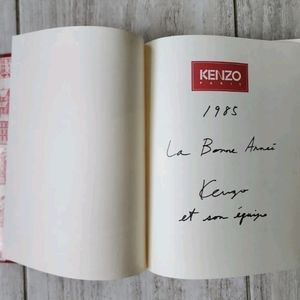 KENZO
PARIS
1985
La Bonne Année
Kenzo
et son équipe